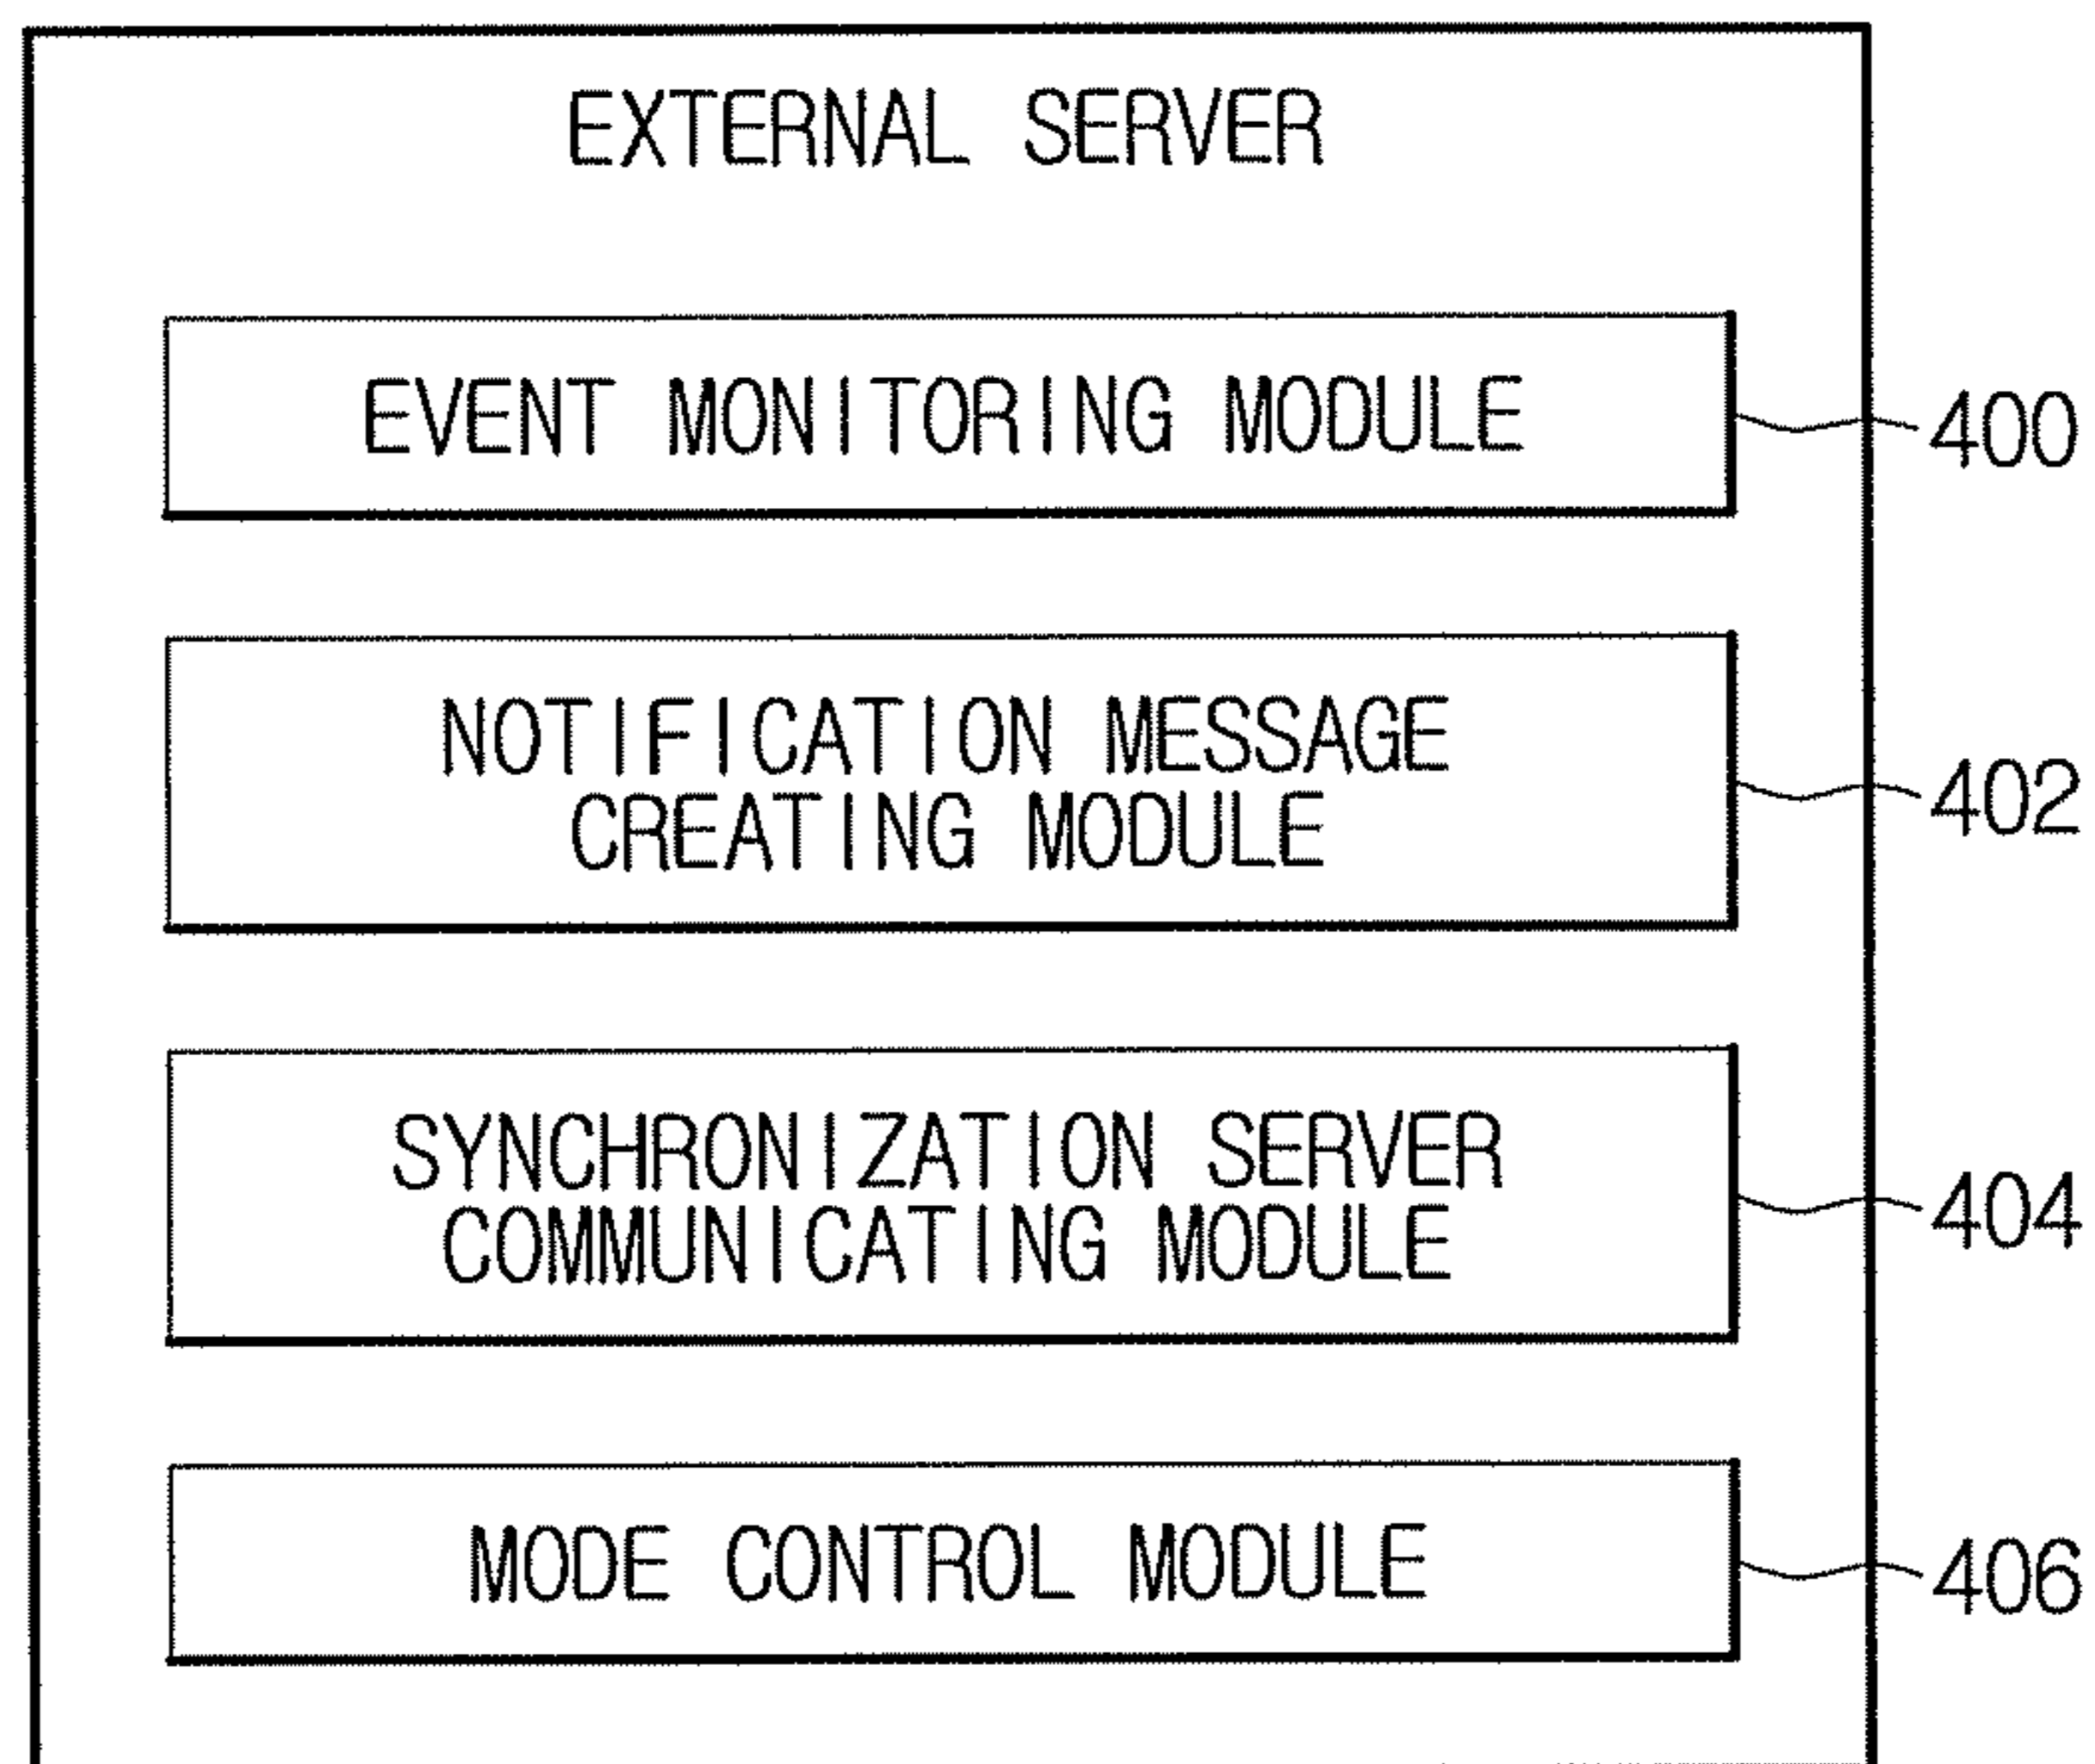 EXTERNAL SERVER
EVENT MONITORING MODULE
400
NOTIFICATION MESSAGE
CREATING MODULE
402
SYNCHRONIZATION SERVER
COMMUNICATING MODULE
404
MODE CONTROL MODULE
406